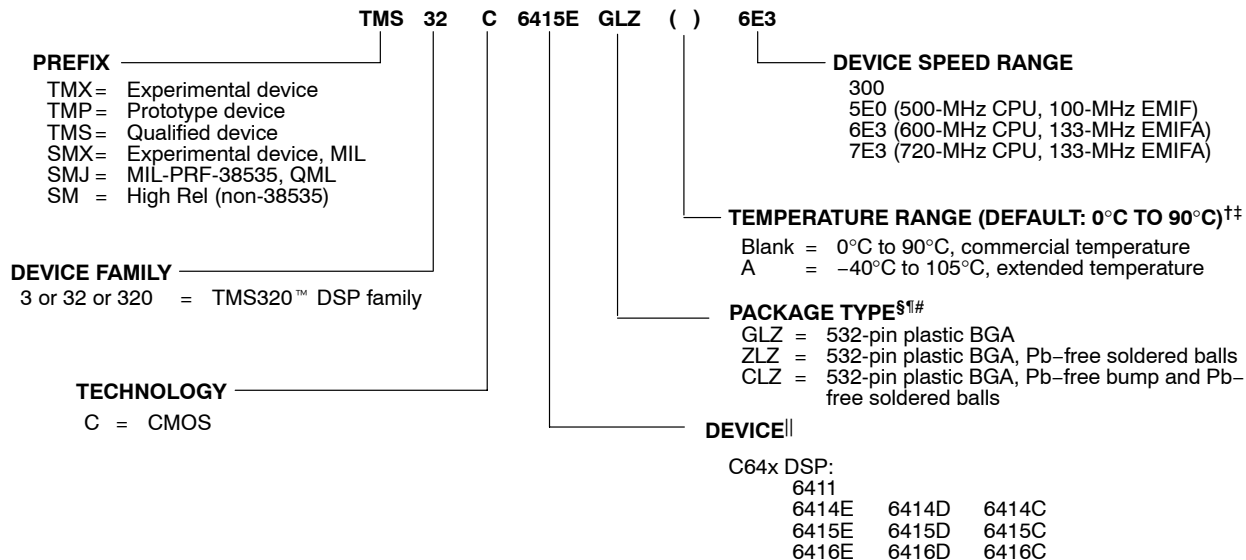 TMS 32 C 6415E GLZ ( ) 6E3
PREFIX
TMX = Experimental device
TMP = Prototype device
TMS = Qualified device
SMX = Experimental device, MIL
SMJ = MIL-PRF-38535, QML
SM = High Rel (non-38535)
DEVICE SPEED RANGE
300
5E0 (500-MHz CPU, 100-MHz EMIF)
6E3 (600-MHz CPU, 133-MHz EMIFA)
7E3 (720-MHz CPU, 133-MHz EMIFA)
TEMPERATURE RANGE (DEFAULT: 0°C TO 90°C)†‡
Blank = 0°C to 90°C, commercial temperature
A = −40°C to 105°C, extended temperature
DEVICE FAMILY
3 or 32 or 320 = TMS320™ DSP family
PACKAGE TYPE§¶#
GLZ = 532-pin plastic BGA
ZLZ = 532-pin plastic BGA, Pb−free soldered balls
CLZ = 532-pin plastic BGA, Pb−free bump and Pb−
free soldered balls
TECHNOLOGY
C = CMOS
DEVICE||
C64x DSP:
6411
6414E 6414D 6414C
6415E 6415D 6415C
6416E 6416D 6416C